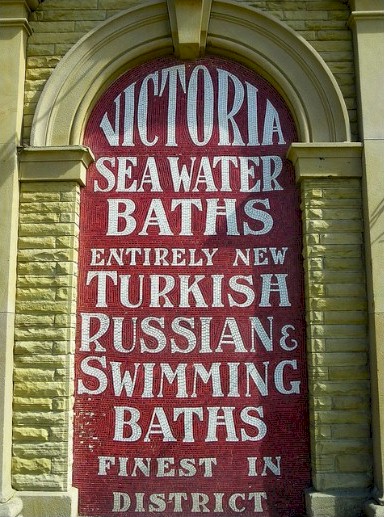 VICTORIA
SEA WATER
BATHS
ENTIRELY NEW
TURKISH
RUSSIAN &
SWIMMING
BATHS
FINEST IN
DISTRICT